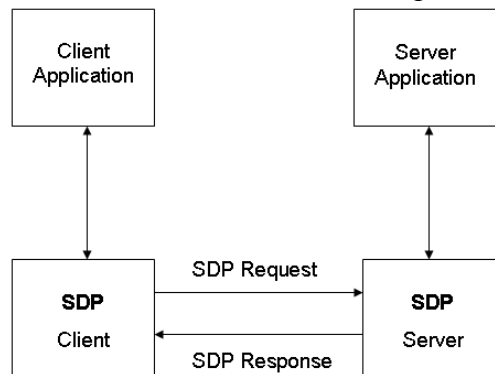 Client
Application
Server
Application
SDP Request
SDP
Client
SDP
Server
SDP Response